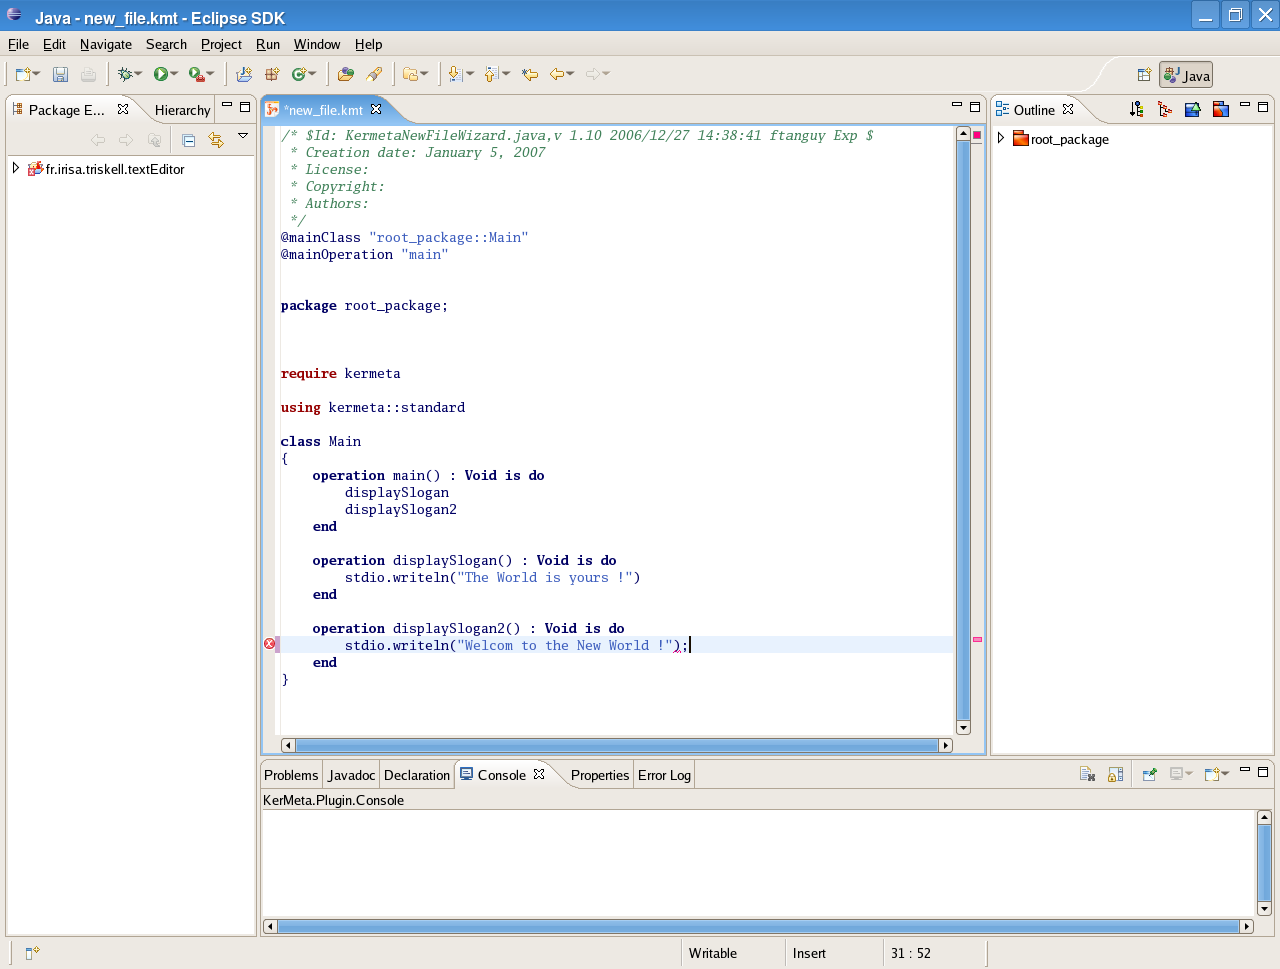 Java - new_file.kmt - Eclipse SDK
File Edit Navigate Search Project Run Window Help
Java
Package E... Hierarchy
fr.irisa.triskell.textEditor
*new_file.kmt
/* $Id: KermetaNewFileWizard.java,v 1.10 2006/12/27 14:38:41 ftanguy Exp $
* Creation date: January 5, 2007
* License:
* Copyright:
* Authors:
*/
@mainClass "root_package::Main"
@mainOperation "main"
package root_package;
require kermeta
using kermeta::standard
class Main
{
operation main() : Void is do
displaySlogan
displaySlogan2
end
operation displaySlogan() : Void is do
stdio.writeln("The World is yours !")
end
operation displaySlogan2() : Void is do
stdio.writeln("Welcom to the New World !");
end
}
Outline
root_package
Problems Javadoc Declaration Console Properties Error Log
KerMeta.Plugin.Console
Writable Insert 31 : 52